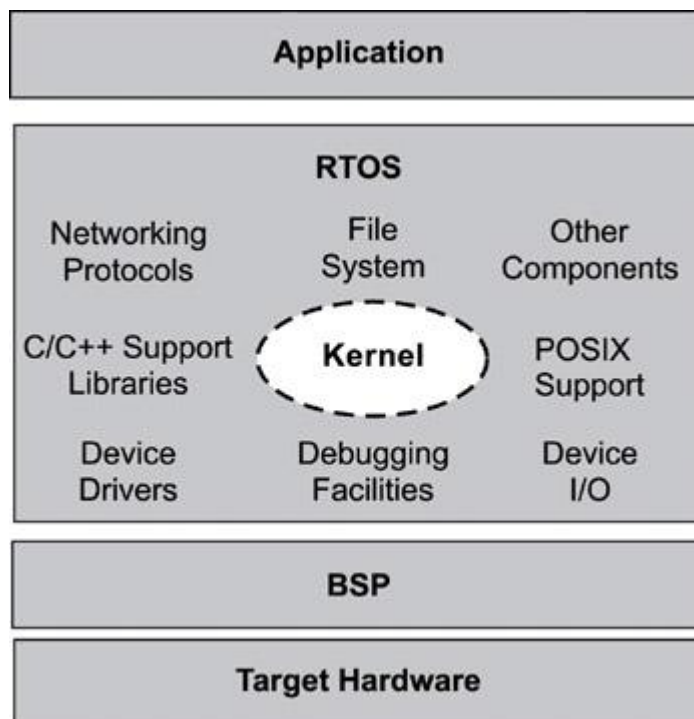 Application
RTOS
Networking
Protocols
File
System
Other
Components
C/C++ Support
Libraries
Kernel
POSIX
Support
Device
Drivers
Debugging
Facilities
Device
I/O
BSP
Target Hardware